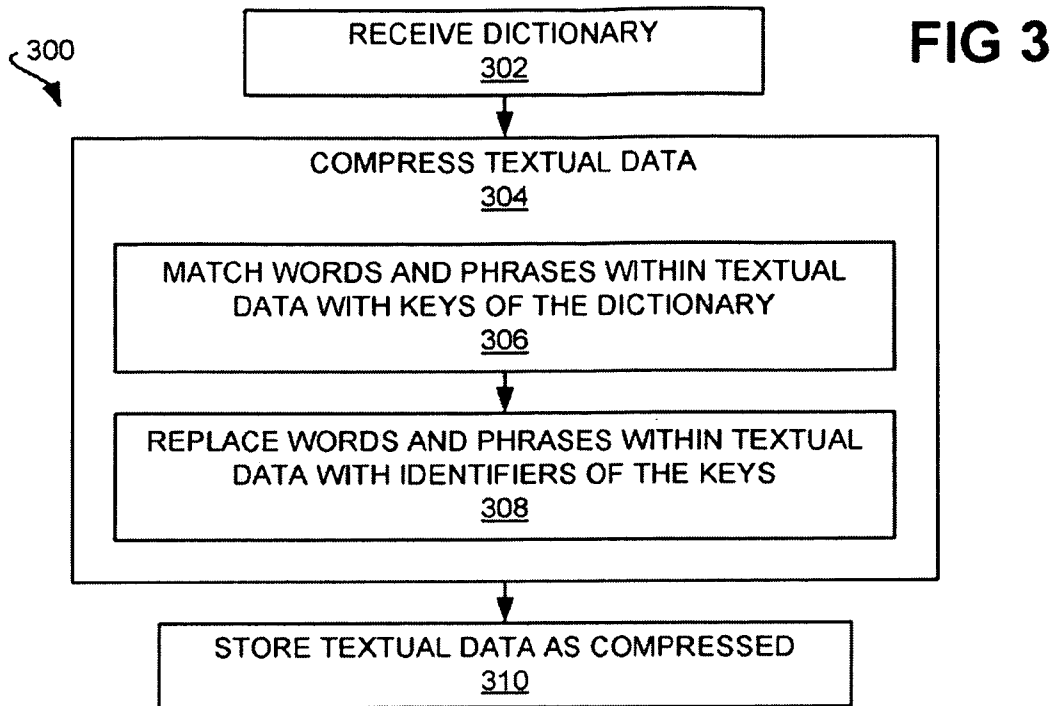 300
RECEIVE DICTIONARY
302
FIG 3
COMPRESS TEXTUAL DATA
304
MATCH WORDS AND PHRASES WITHIN TEXTUAL
DATA WITH KEYS OF THE DICTIONARY
306
REPLACE WORDS AND PHRASES WITHIN TEXTUAL
DATA WITH IDENTIFIERS OF THE KEYS
308
STORE TEXTUAL DATA AS COMPRESSED
310